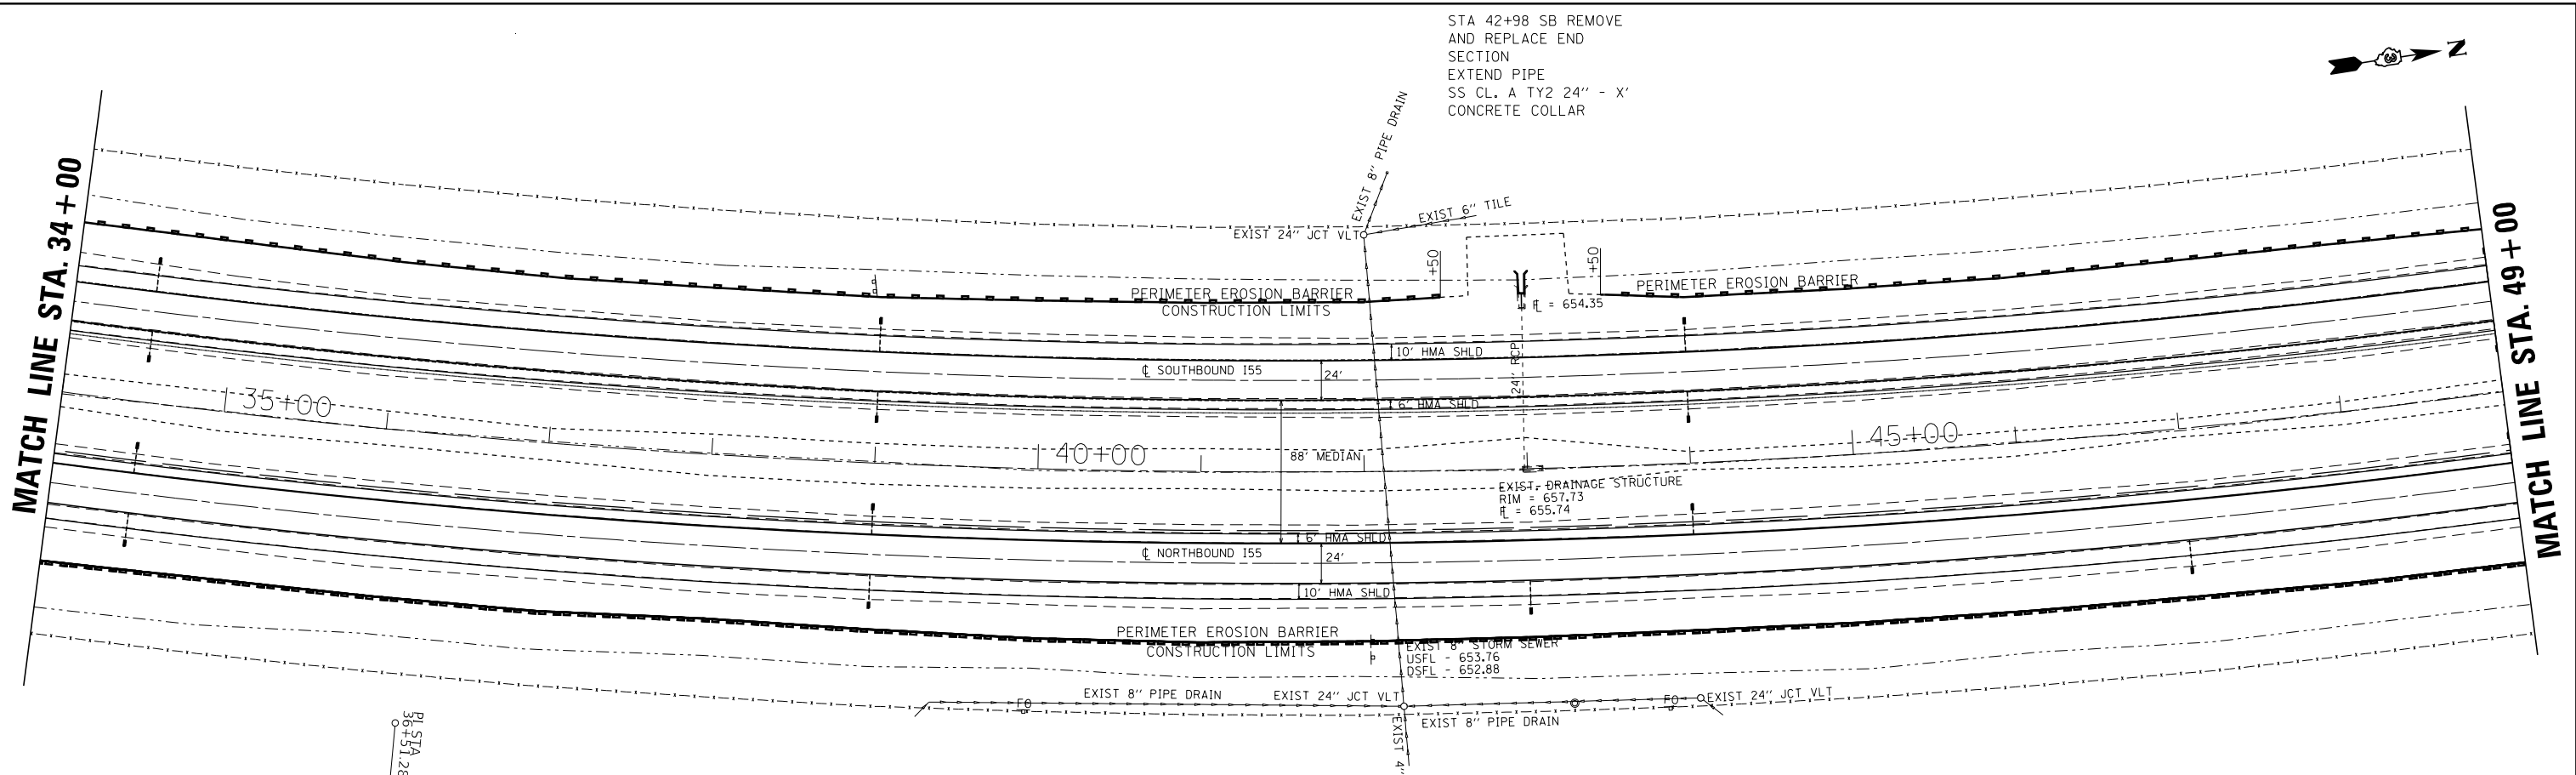 STA 42+98 SB REMOVE
AND REPLACE END
SECTION
EXTEND PIPE
SS CL. A TY2 24" - X'
CONCRETE COLLAR
N
MATCH LINE STA. 34+00
MATCH LINE STA. 49+00
EXIST 8" PIPE DRAIN
EXIST 6" TILE
EXIST 24" JCT VLT
+50
+50
PERIMETER EROSION BARRIER
CONSTRUCTION LIMITS
PERIMETER EROSION BARRIER
FL = 654.35
10' HMA SHLD
24" RCP
CL SOUTHBOUND I55
24'
6' HMA SHLD
35+00
40+00
45+00
88' MEDIAN
EXIST. DRAINAGE STRUCTURE
RIM = 657.73
FL = 655.74
6' HMA SHLD
CL NORTHBOUND I55
24'
10' HMA SHLD
PERIMETER EROSION BARRIER
CONSTRUCTION LIMITS
EXIST 8" STORM SEWER
USFL - 653.76
DSFL - 652.88
EXIST 8" PIPE DRAIN
EXIST 24" JCT VLT
FO
FO
EXIST 24" JCT VLT
EXIST 8" PIPE DRAIN
EXIST 4"
PI STA
36+51.28